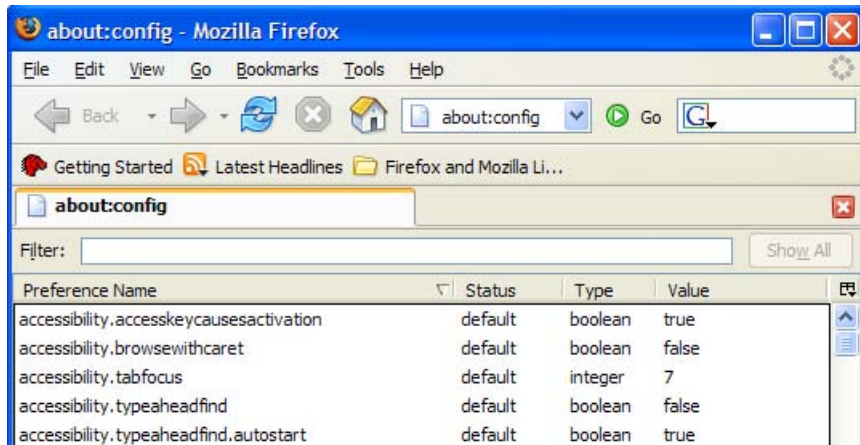 about:config - Mozilla Firefox
File Edit View Go Bookmarks Tools Help
Back about:config Go G
Getting Started Latest Headlines Firefox and Mozilla Li...
about:config
Filter: Show All
Preference Name Status Type Value
accessibility.accesskeycausesactivation default boolean true
accessibility.browsewithcaret default boolean false
accessibility.tabfocus default integer 7
accessibility.typeaheadfind default boolean false
accessibility.typeaheadfind.autostart default boolean true